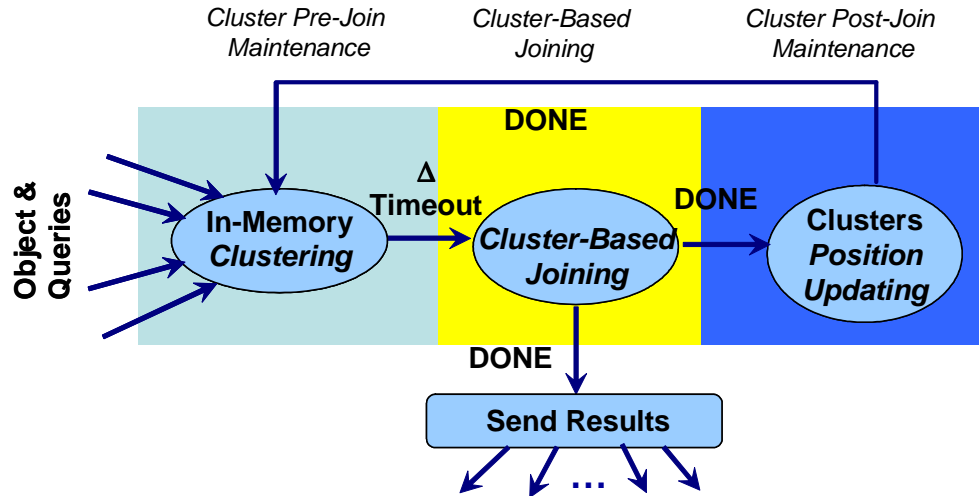 Cluster Pre-Join
Maintenance
Cluster-Based
Joining
Cluster Post-Join
Maintenance
DONE
Object &
Queries
In-Memory
Clustering
Δ
Timeout
Cluster-Based
Joining
DONE
Clusters
Position
Updating
DONE
Send Results
...